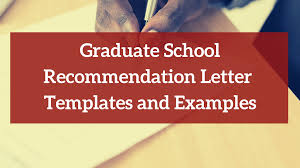 Graduate School
Recommendation Letter
Templates and Examples